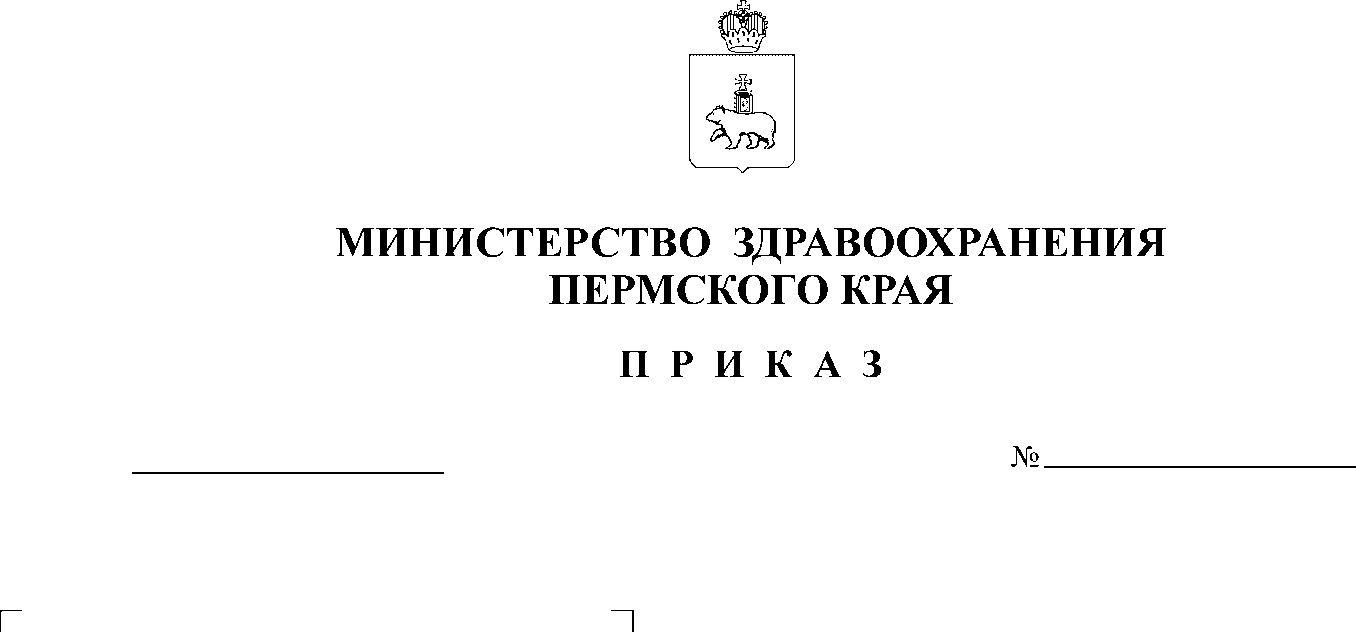 МИНИСТЕРСТВО ЗДРАВООХРАНЕНИЯ
ПЕРМСКОГО КРАЯ
П Р И К А З
№